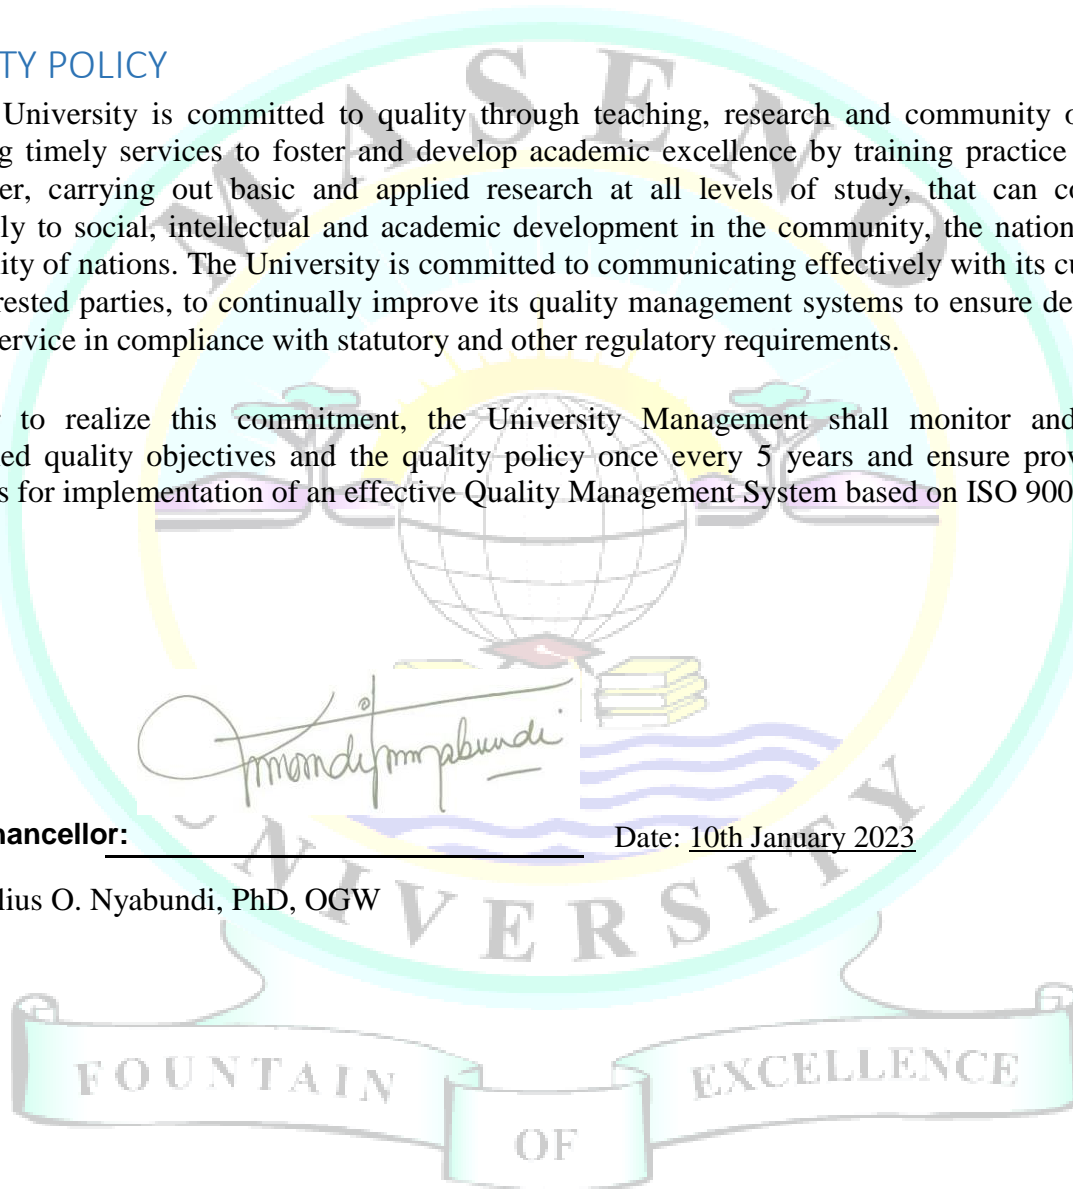 M A S E N O
TY POLICY
University is committed to quality through teaching, research and community o
g timely services to foster and develop academic excellence by training practice
er, carrying out basic and applied research at all levels of study, that can co
ly to social, intellectual and academic development in the community, the nation
ity of nations. The University is committed to communicating effectively with its cu
rested parties, to continually improve its quality management systems to ensure de
ervice in compliance with statutory and other regulatory requirements.
to realize this commitment, the University Management shall monitor and
ed quality objectives and the quality policy once every 5 years and ensure prov
s for implementation of an effective Quality Management System based on ISO 900
hancellor:
Date: 10th January 2023
lius O. Nyabundi, PhD, OGW
UNIVERSITY
FOUNTAIN
OF
EXCELLENCE